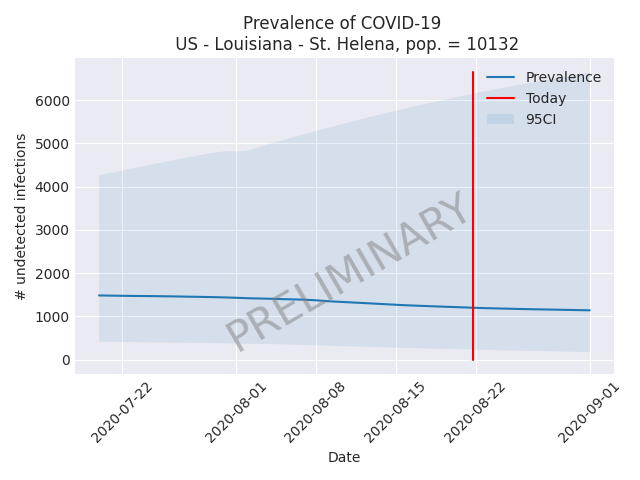 Prevalence of COVID-19
US - Louisiana - St. Helena, pop. = 10132
Prevalence
Today
95CI
6000
5000
4000
3000
2000
1000
0
# undetected infections
PRELIMINARY
2020-07-22
2020-08-01
2020-08-08
2020-08-15
2020-08-22
2020-09-01
Date